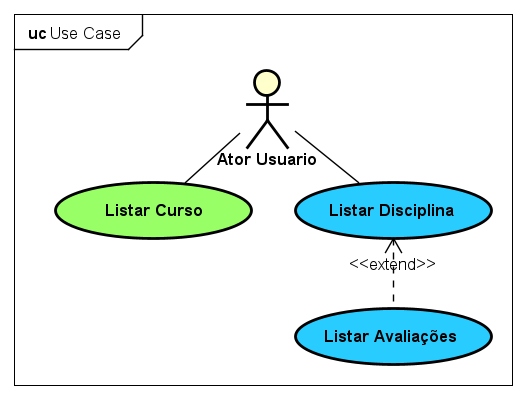 uc Use Case
Ator Usuario
Listar Curso
Listar Disciplina
<<extend>>
Listar Avaliações